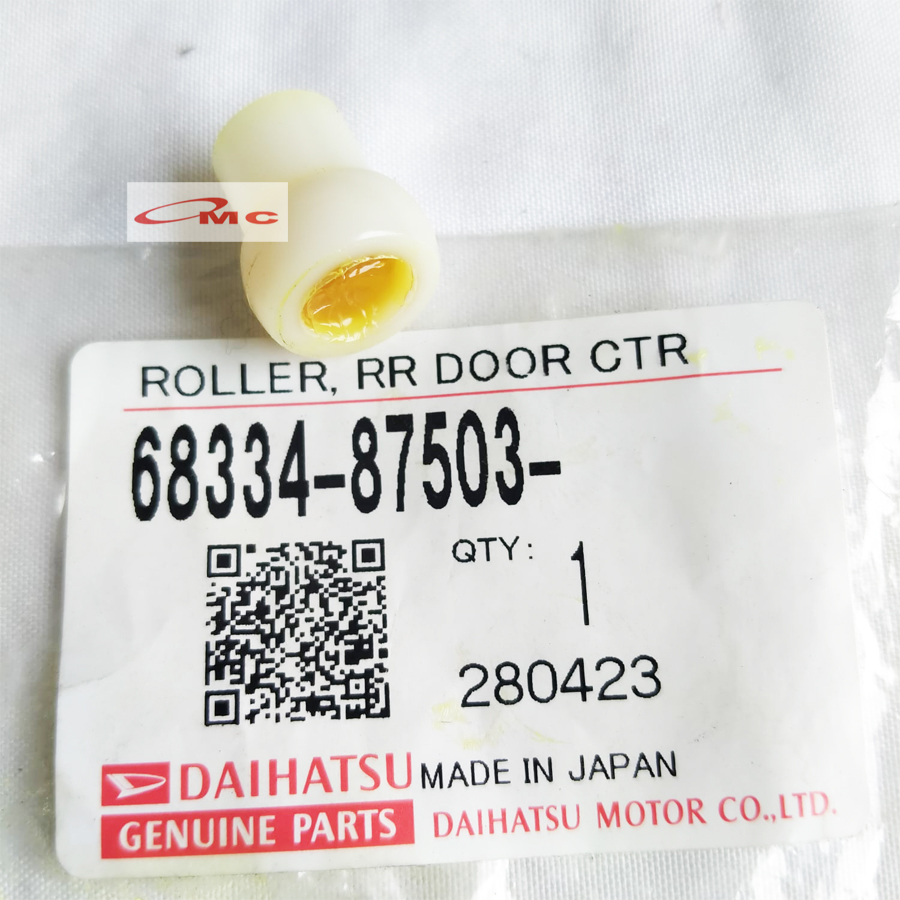 OMC
ROLLER, RR DOOR CTR
68334-87503-
QTY: 1
280423
DAIHATSU MADE IN JAPAN
GENUINE PARTS DAIHATSU MOTOR CO.,LTD.